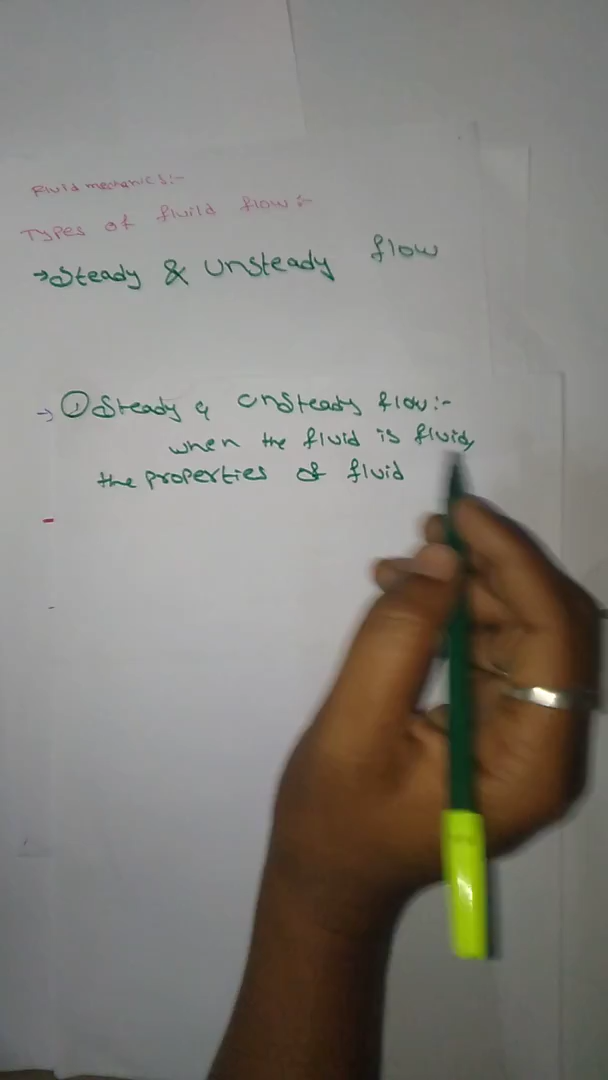 Fluid mechanics:-
Types of fluild flow:-
→Steady & Unsteady flow
→ ① Steady & Unsteady flow:-
when the fluid is fluid,
the properties of fluid